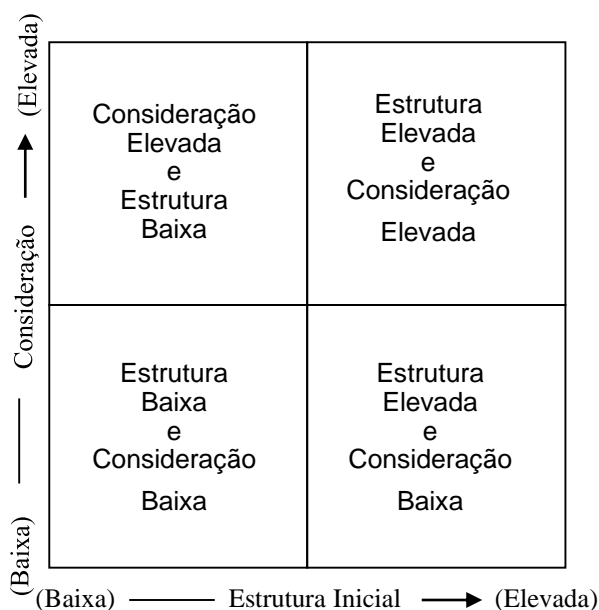 (Elevada)
Consideração
(Baixa)
Consideração
Elevada
e
Estrutura
Baixa
Estrutura
Elevada
e
Consideração
Elevada
Estrutura
Baixa
e
Consideração
Baixa
Estrutura
Elevada
e
Consideração
Baixa
(Baixa) Estrutura Inicial (Elevada)